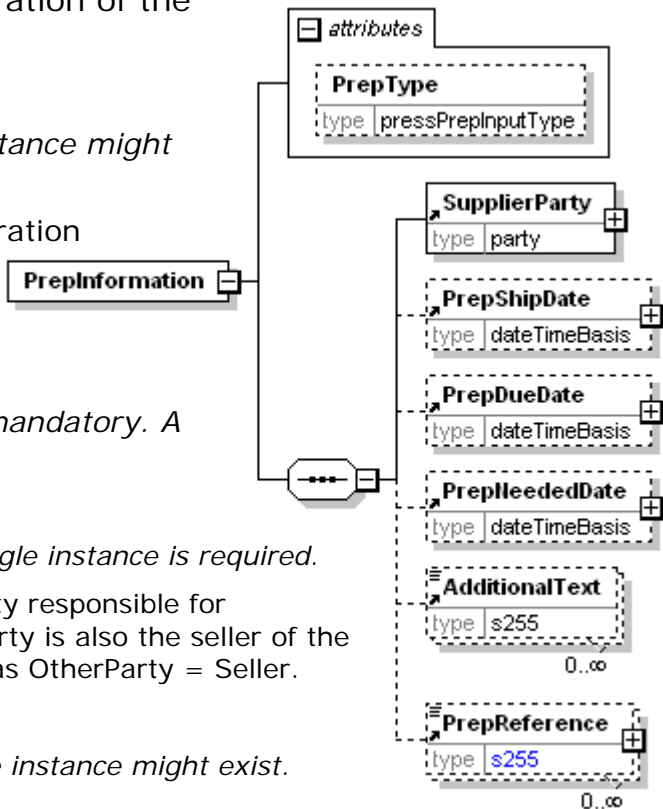 ration of the
tance might
ration
mandatory. A
gle instance is required.
ty responsible for
rty is also the seller of the
as OtherParty = Seller.
e instance might exist.
attributes
PrepType
type pressPrepInputType
PrepInformation
SupplierParty
type party
PrepShipDate
type dateTimeBasis
PrepDueDate
type dateTimeBasis
PrepNeededDate
type dateTimeBasis
AdditionalText
type s255
0..∞
PrepReference
type s255
0..∞